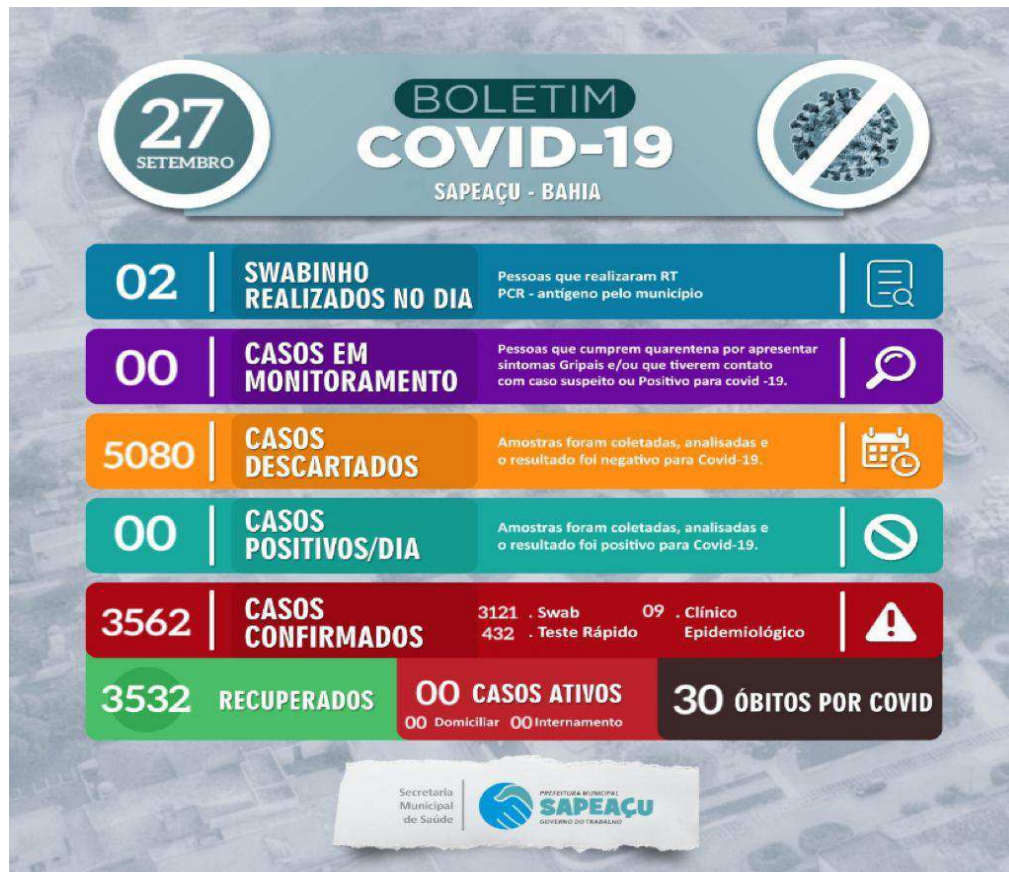 27
SETEMBRO
BOLETIM
COVID-19
SAPEAÇU - BAHIA
02
SWABINHO
REALIZADOS NO DIA
Pessoas que realizaram RT
PCR - antígeno pelo município
00
CASOS EM
MONITORAMENTO
Pessoas que cumprem quarentena por apresentar
sintomas Gripais e/ou que tiverem contato
com caso suspeito ou Positivo para covid -19.
5080
CASOS
DESCARTADOS
Amostras foram coletadas, analisadas e
o resultado foi negativo para Covid-19.
00
CASOS
POSITIVOS/DIA
Amostras foram coletadas, analisadas e
o resultado foi positivo para Covid-19.
3562
CASOS
CONFIRMADOS
3121 . Swab
432 . Teste Rápido
09 . Clínico
Epidemiológico
3532 RECUPERADOS
00 CASOS ATIVOS
00 Domiciliar 00 Internamento
30 ÓBITOS POR COVID
Secretaria
Municipal
de Saúde
PREFEITURA MUNICIPAL
SAPEAÇU
GOVERNO DO TRABALHO